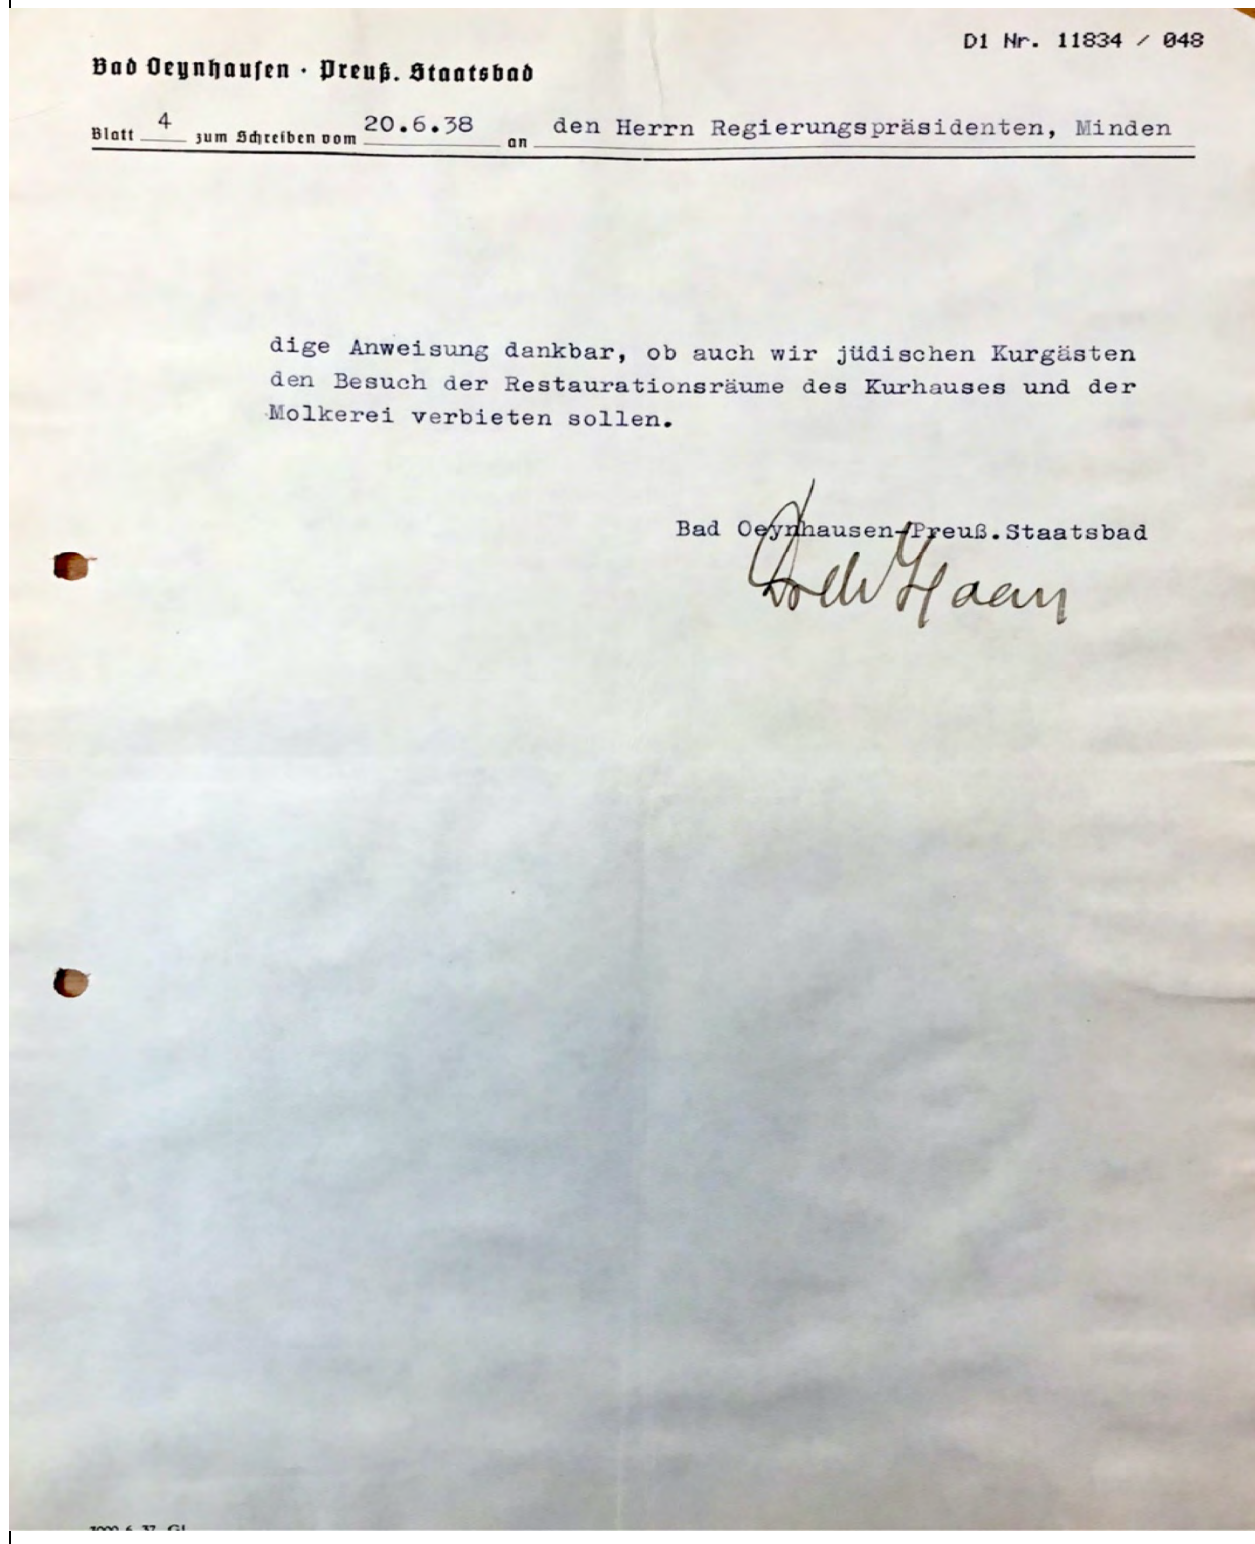 D1 Nr. 11834 / 048
Bad Oeynhausen · Preuß. Staatsbad
Blatt 4 zum Schreiben vom 20.6.38 an den Herrn Regierungspräsidenten, Minden
dige Anweisung dankbar, ob auch wir jüdischen Kurgästen
den Besuch der Restaurationsräume des Kurhauses und der
Molkerei verbieten sollen.
Bad Oeynhausen-Preuß.Staatsbad